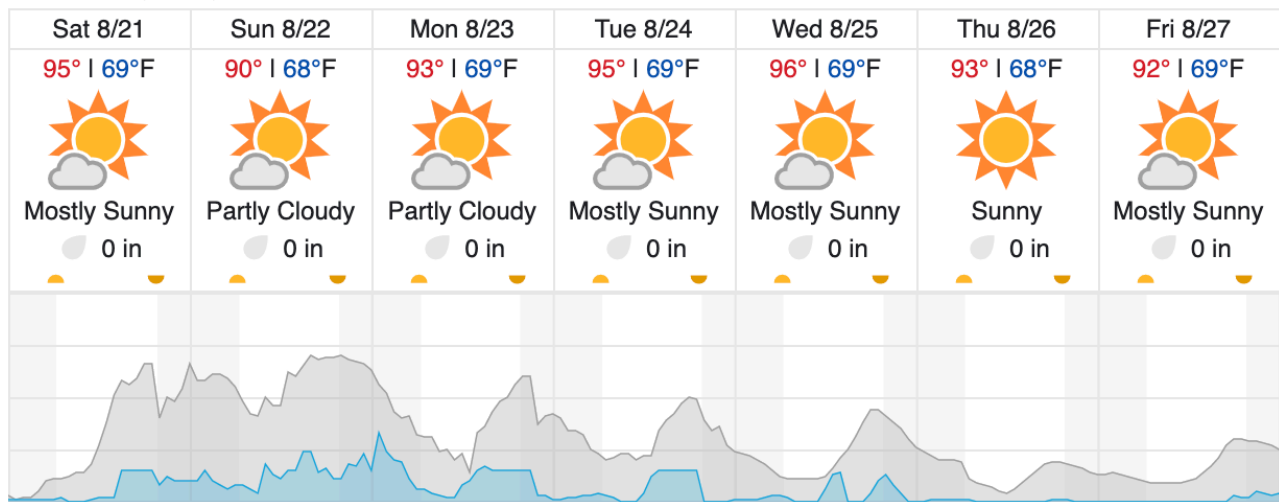 Sat 8/21 Sun 8/22 Mon 8/23 Tue 8/24 Wed 8/25 Thu 8/26 Fri 8/27
95° | 69°F 90° | 68°F 93° | 69°F 95° | 69°F 96° | 69°F 93° | 68°F 92° | 69°F
Mostly Sunny Partly Cloudy Partly Cloudy Mostly Sunny Mostly Sunny Sunny Mostly Sunny
0 in 0 in 0 in 0 in 0 in 0 in 0 in